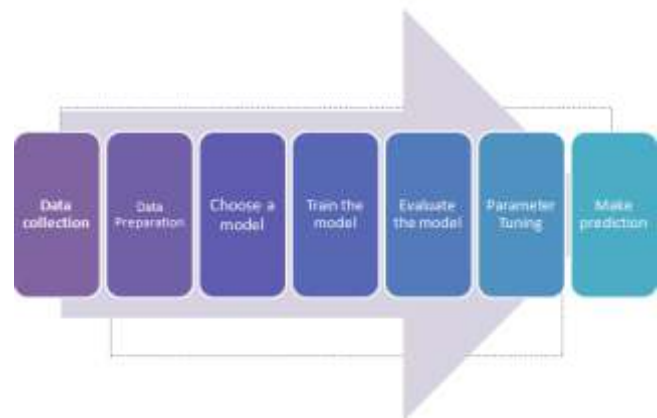 Data
collection
Data
Preparation
Choose a
model
Train the
model
Evaluate
the model
Parameter
Tuning
Make
prediction